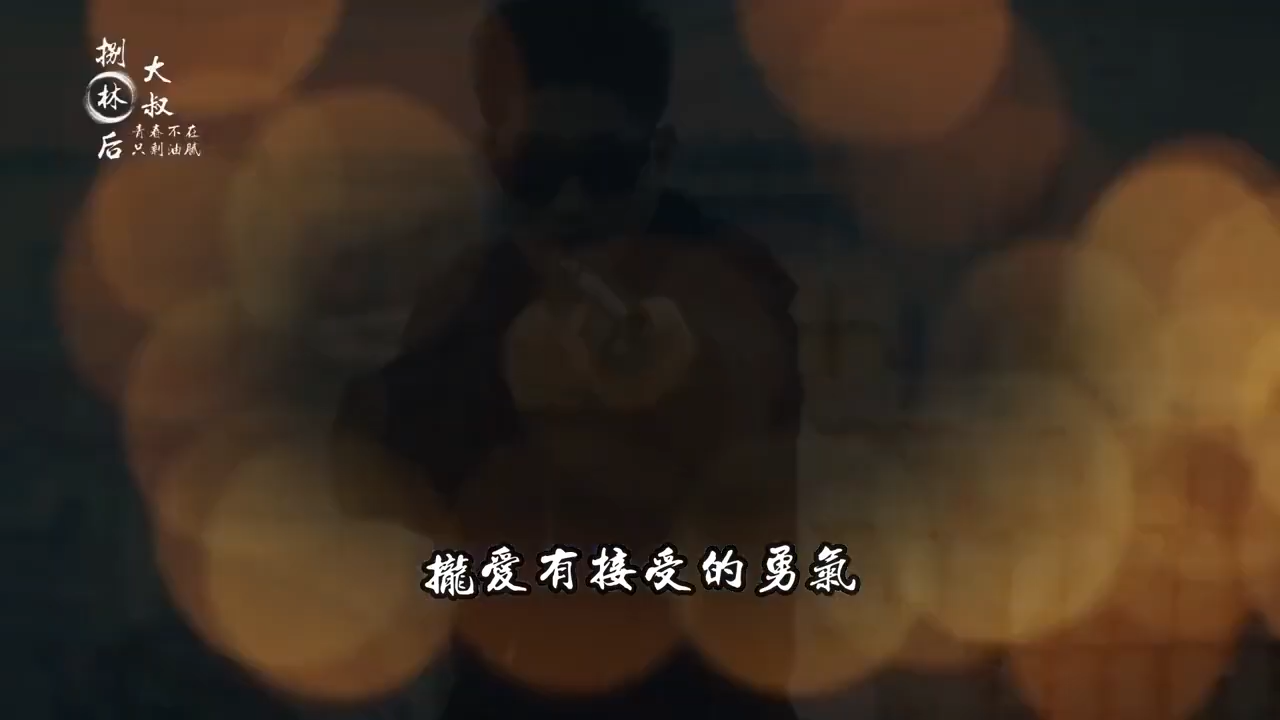 捌林后
大叔
青春不在
只剩油膩
攏愛有接受的勇氣